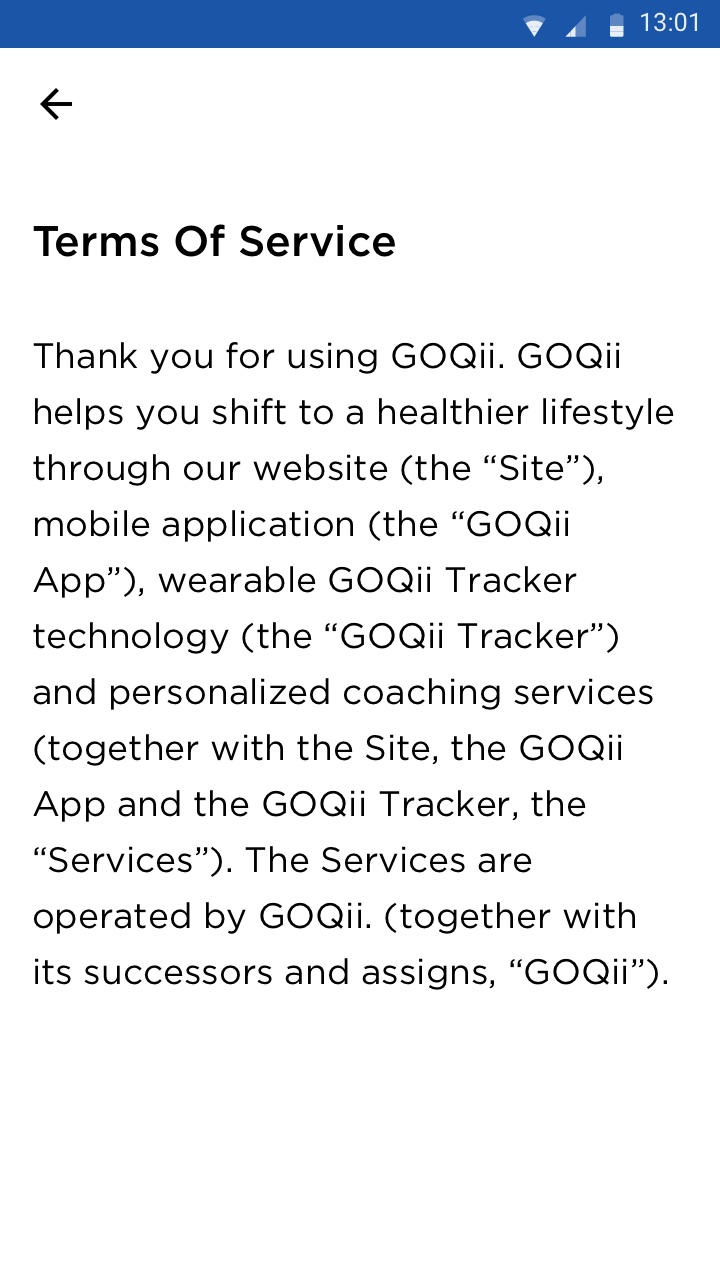 13:01
Terms Of Service
Thank you for using GOQii. GOQii
helps you shift to a healthier lifestyle
through our website (the “Site”),
mobile application (the “GOQii
App”), wearable GOQii Tracker
technology (the “GOQii Tracker”)
and personalized coaching services
(together with the Site, the GOQii
App and the GOQii Tracker, the
“Services”). The Services are
operated by GOQii. (together with
its successors and assigns, “GOQii”).